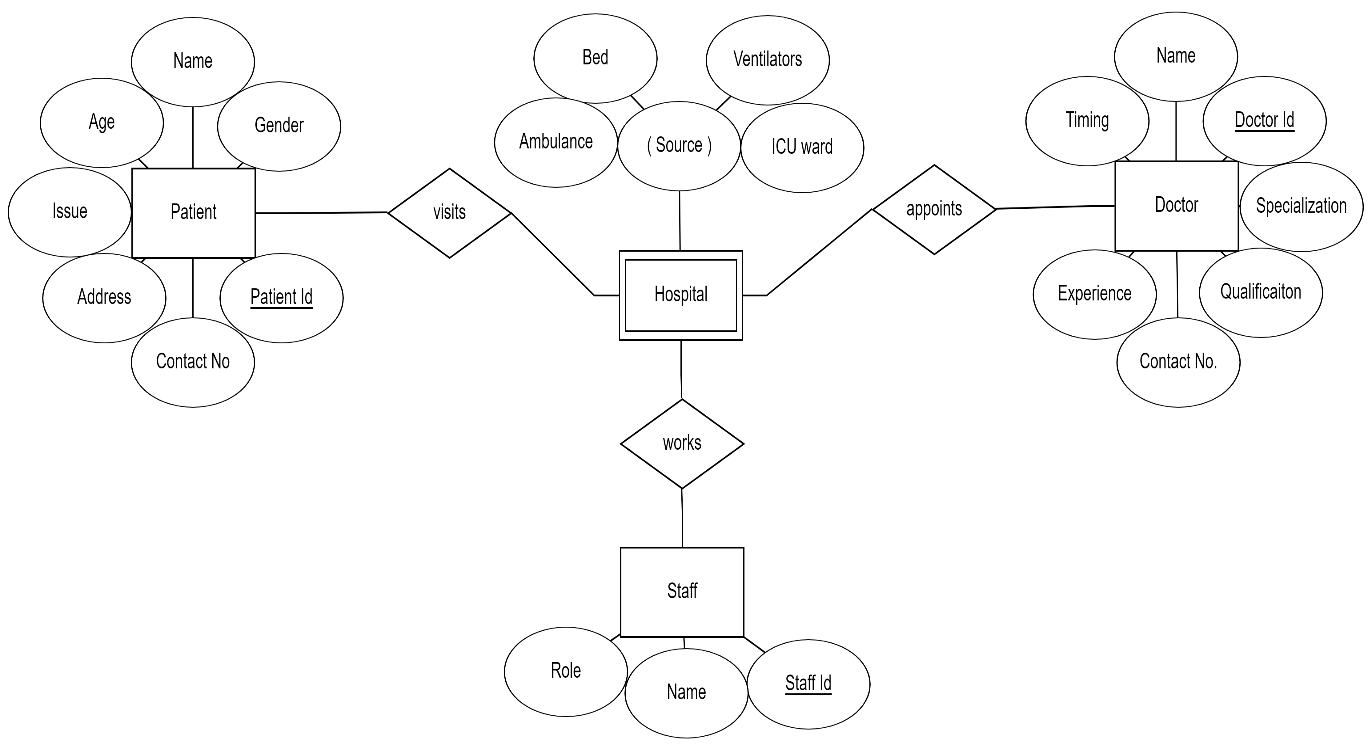 Name
Age
Gender
Issue
Patient
Address
Patient Id
Contact No
visits
Bed
Ventilators
Ambulance
( Source )
ICU ward
Hospital
appoints
Name
Timing
Doctor Id
Doctor
Specialization
Experience
Qualificaiton
Contact No.
works
Staff
Role
Name
Staff Id